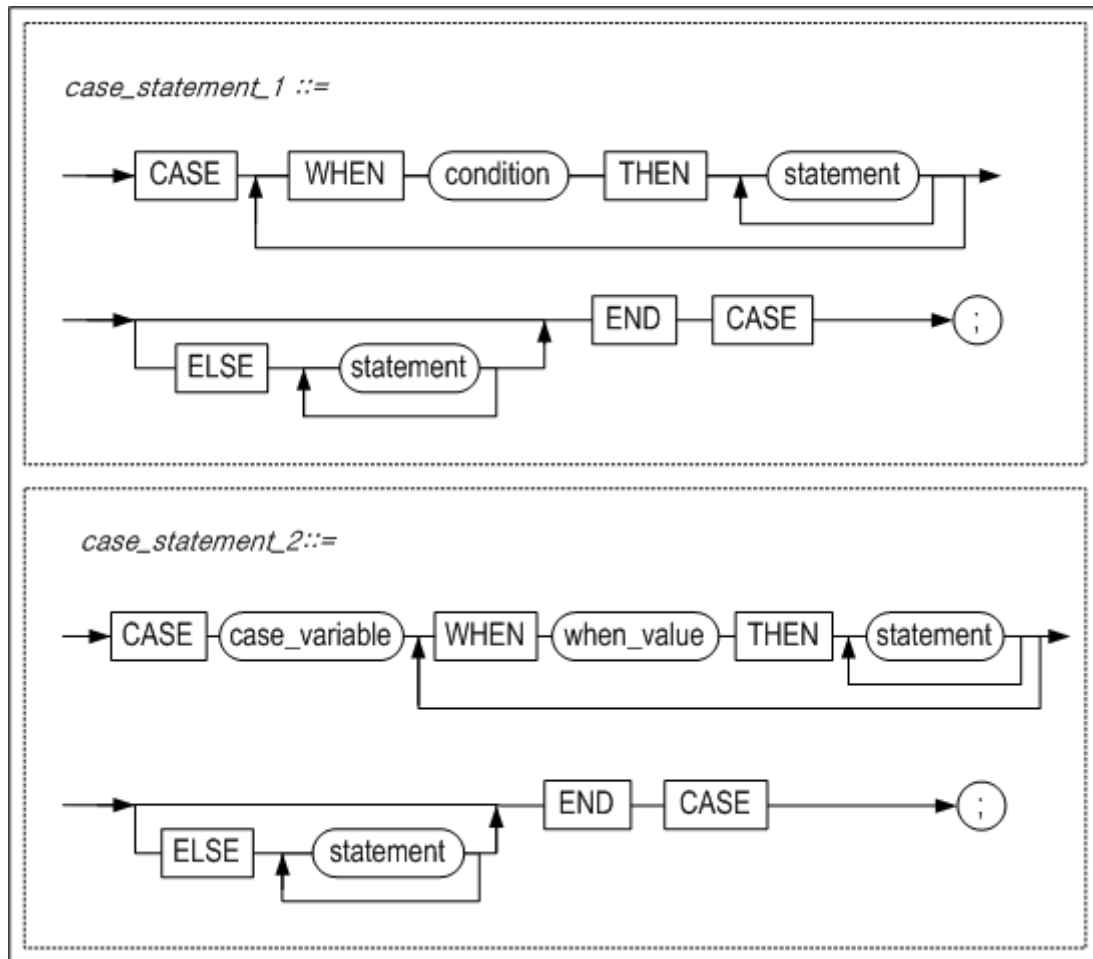 case_statement_1 ::=
CASE WHEN condition THEN statement
END CASE ;
ELSE statement
case_statement_2::=
CASE case_variable WHEN when_value THEN statement
END CASE ;
ELSE statement